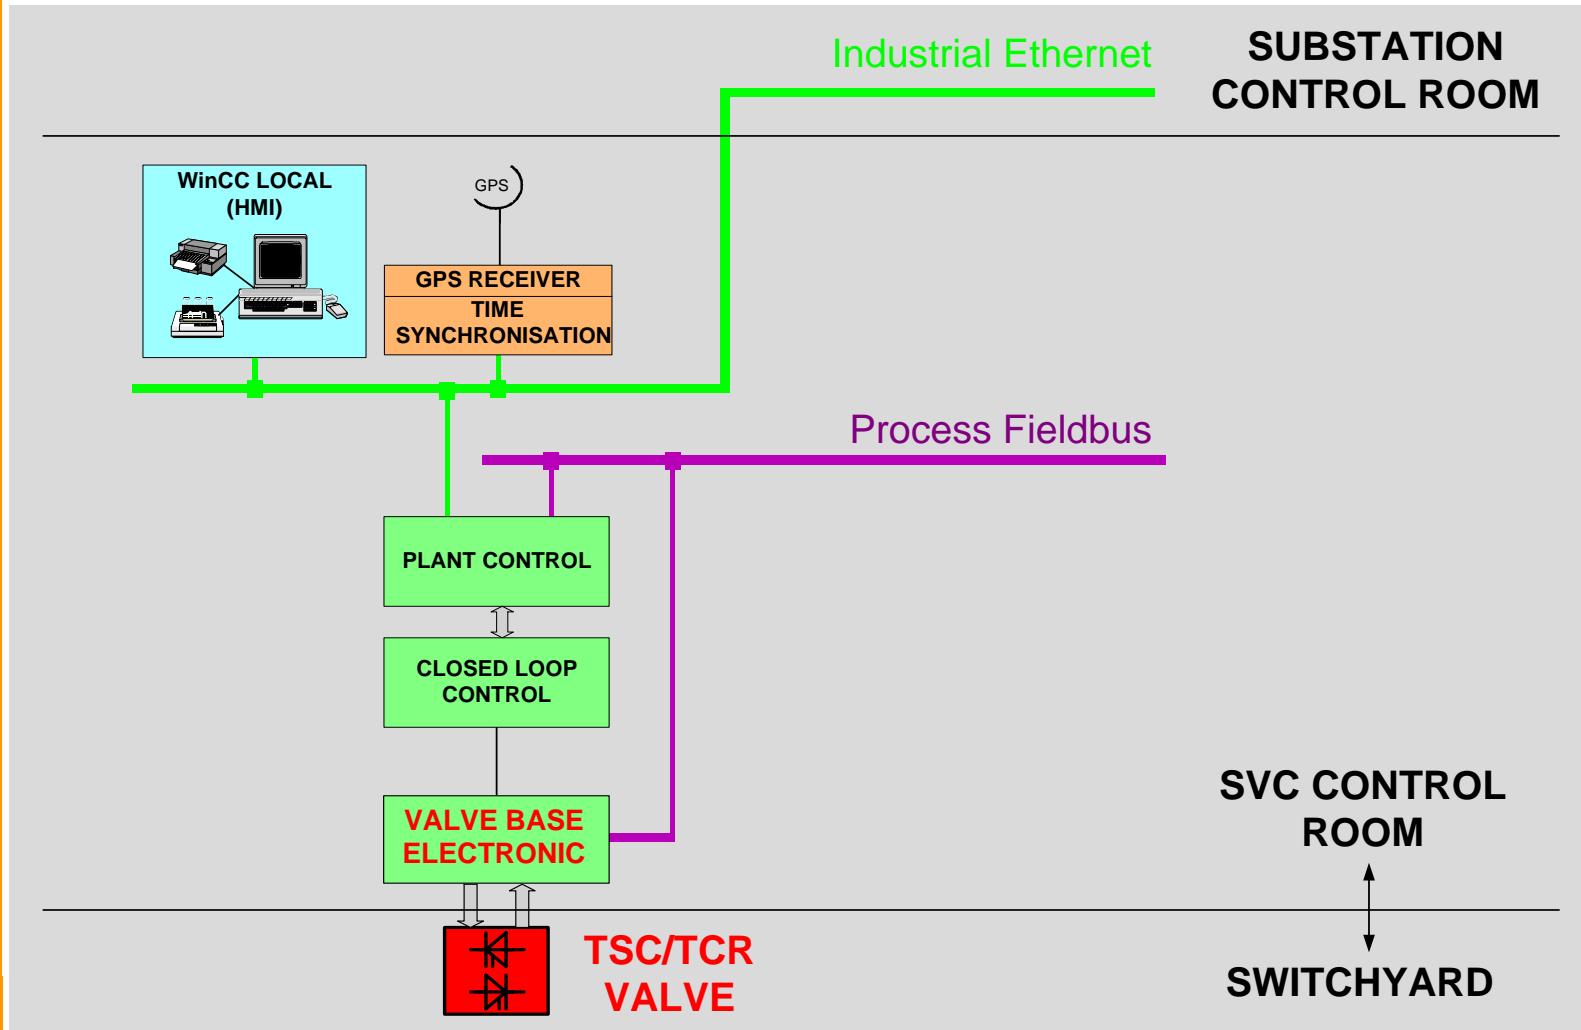 Industrial Ethernet
SUBSTATION
CONTROL ROOM
WinCC LOCAL
(HMI)
GPS
GPS RECEIVER
TIME
SYNCHRONISATION
Process Fieldbus
PLANT CONTROL
CLOSED LOOP
CONTROL
VALVE BASE
ELECTRONIC
SVC CONTROL
ROOM
TSC/TCR
VALVE
SWITCHYARD